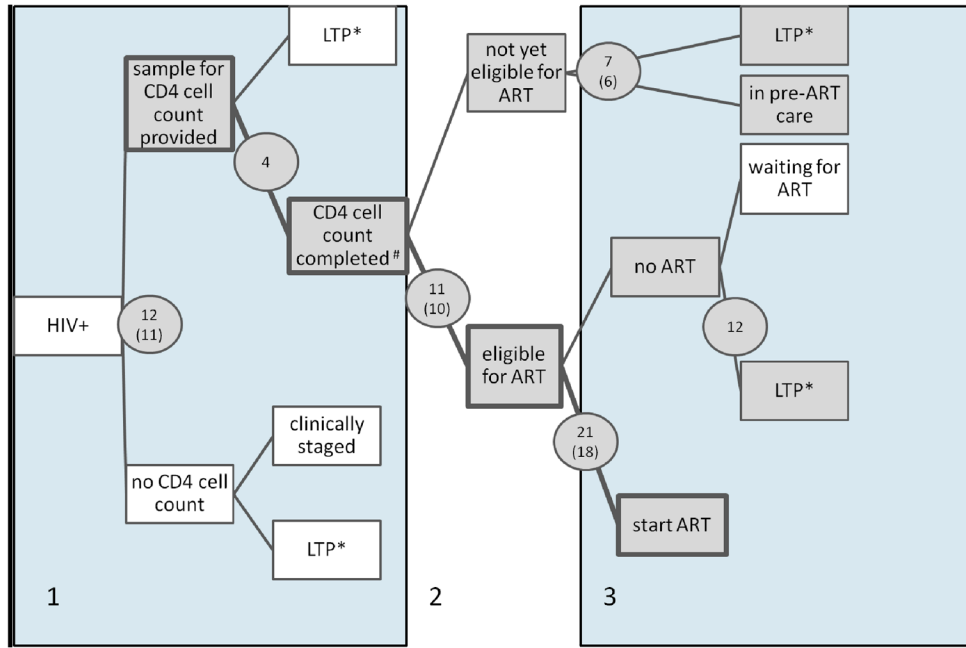 LTP*
sample for
CD4 cell
count
provided
4
CD4 cell
count
completed #
HIV+
12
(11)
clinically
staged
no CD4 cell
count
LTP*
1
not yet
eligible for
ART
11
(10)
eligible
for ART
2
7
(6)
LTP*
in pre-ART
care
waiting for
ART
no ART
12
LTP*
21
(18)
start ART
3